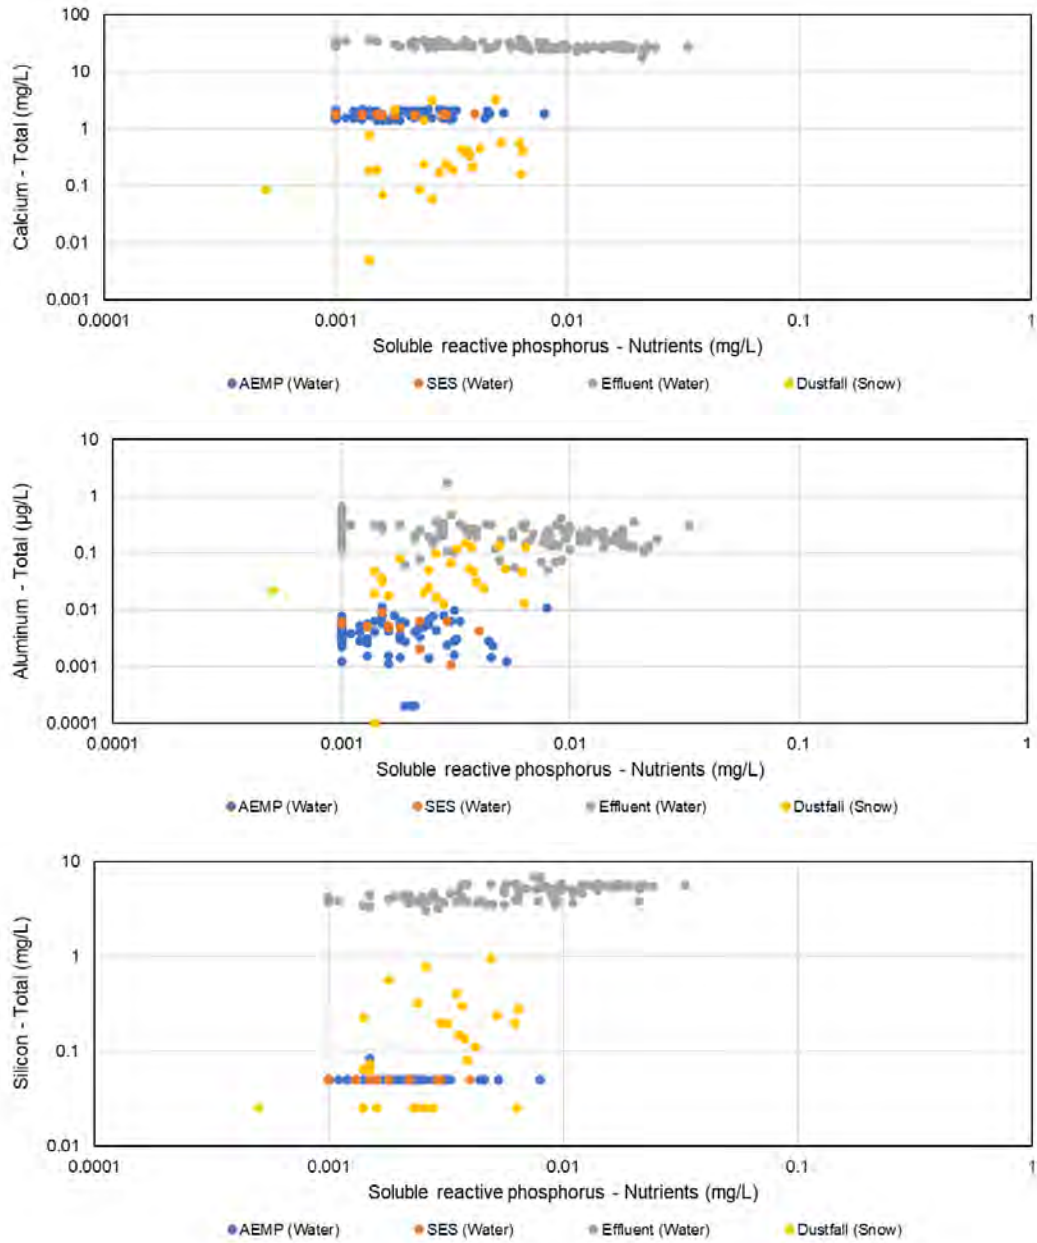 100
10
1
0.1
0.01
0.001
Calcium - Total (mg/L)
0.0001 0.001 0.01 0.1 1
Soluble reactive phosphorus - Nutrients (mg/L)
AEMP (Water) SES (Water) Effluent (Water) Dustfall (Snow)
10
1
0.1
0.01
0.001
0.0001
Aluminum - Total (µg/L)
0.0001 0.001 0.01 0.1 1
Soluble reactive phosphorus - Nutrients (mg/L)
AEMP (Water) SES (Water) Effluent (Water) Dustfall (Snow)
10
1
0.1
0.01
Silicon - Total (mg/L)
0.0001 0.001 0.01 0.1 1
Soluble reactive phosphorus - Nutrients (mg/L)
AEMP (Water) SES (Water) Effluent (Water) Dustfall (Snow)